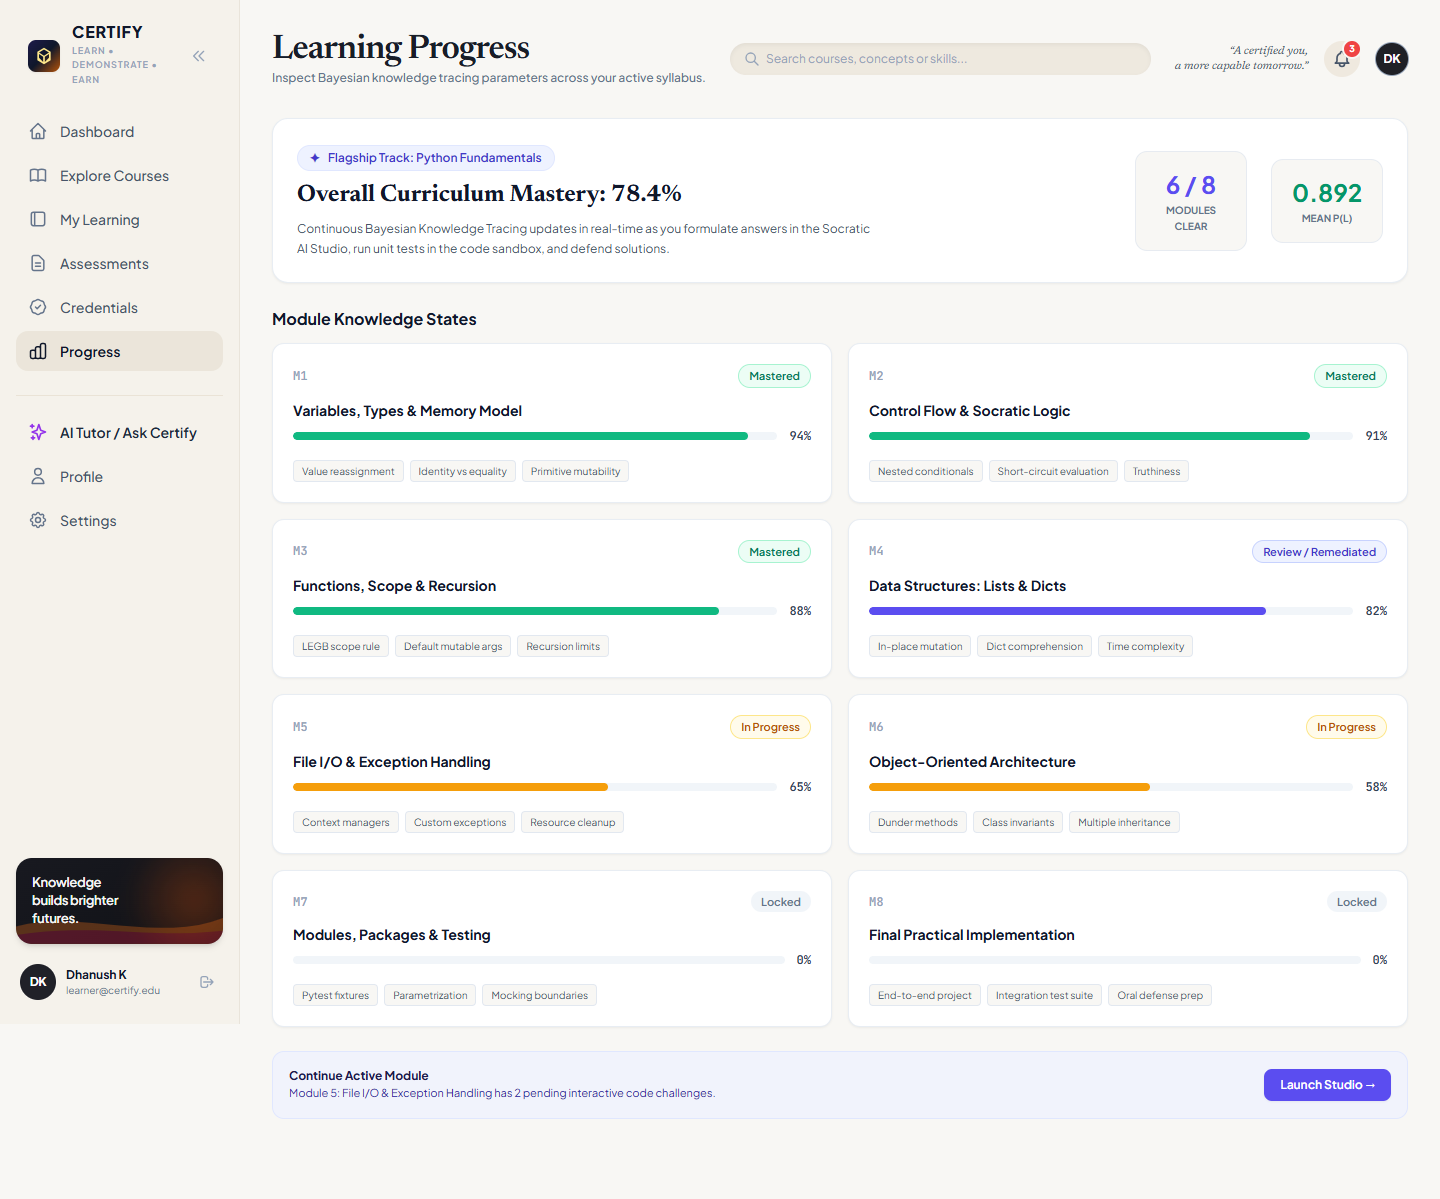 CERTIFY
LEARN •
DEMONSTRATE •
EARN
Dashboard
Explore Courses
My Learning
Assessments
Credentials
Progress
AI Tutor / Ask Certify
Profile
Settings
Knowledge
builds brighter
futures.
DK
Dhanush K
learner@certify.edu
Learning Progress
Inspect Bayesian knowledge tracing parameters across your active syllabus.
Search courses, concepts or skills...
“A certified you,
a more capable tomorrow.”
3
DK
Flagship Track: Python Fundamentals
Overall Curriculum Mastery: 78.4%
Continuous Bayesian Knowledge Tracing updates in real-time as you formulate answers in the Socratic
AI Studio, run unit tests in the code sandbox, and defend solutions.
6 / 8
MODULES
CLEAR
0.892
MEAN P(L)
Module Knowledge States
M1
Mastered
Variables, Types & Memory Model
94%
Value reassignment
Identity vs equality
Primitive mutability
M2
Mastered
Control Flow & Socratic Logic
91%
Nested conditionals
Short-circuit evaluation
Truthiness
M3
Mastered
Functions, Scope & Recursion
88%
LEGB scope rule
Default mutable args
Recursion limits
M4
Review / Remediated
Data Structures: Lists & Dicts
82%
In-place mutation
Dict comprehension
Time complexity
M5
In Progress
File I/O & Exception Handling
65%
Context managers
Custom exceptions
Resource cleanup
M6
In Progress
Object-Oriented Architecture
58%
Dunder methods
Class invariants
Multiple inheritance
M7
Locked
Modules, Packages & Testing
0%
Pytest fixtures
Parametrization
Mocking boundaries
M8
Locked
Final Practical Implementation
0%
End-to-end project
Integration test suite
Oral defense prep
Continue Active Module
Module 5: File I/O & Exception Handling has 2 pending interactive code challenges.
Launch Studio →